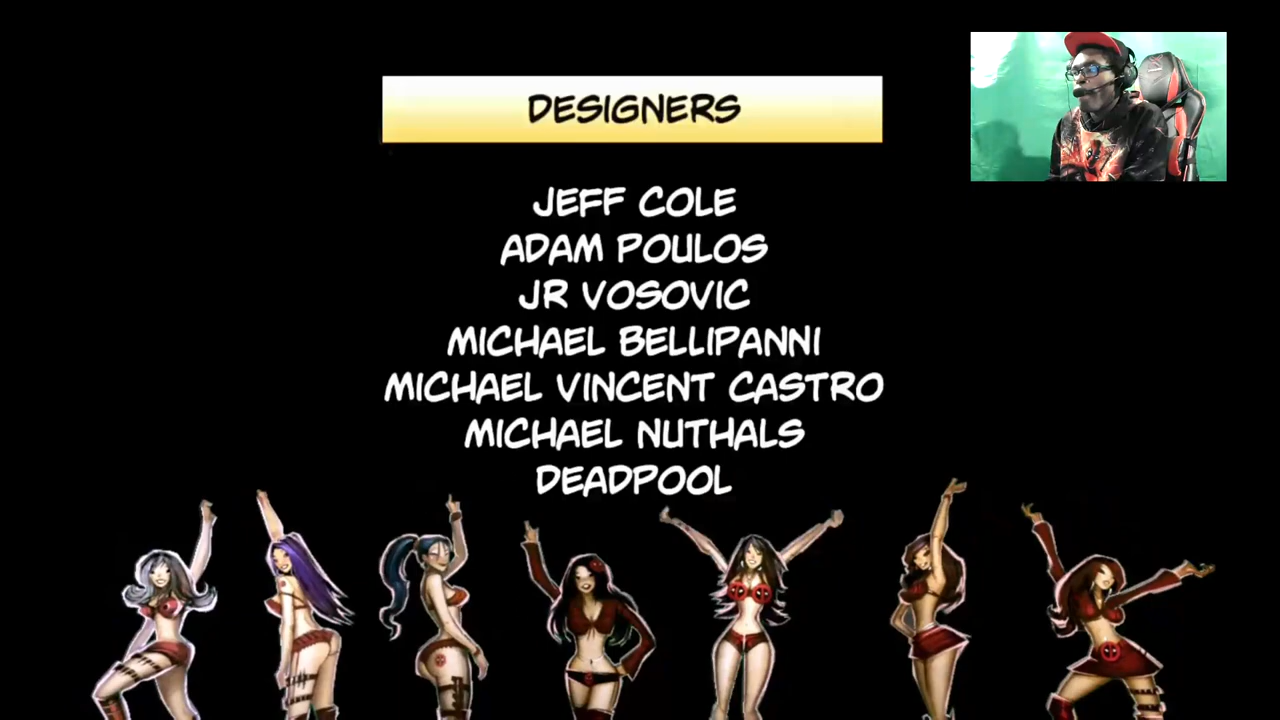 DESIGNERS
JEFF COLE
ADAM POULOS
JR VOSOVIC
MICHAEL BELLIPANNI
MICHAEL VINCENT CASTRO
MICHAEL NUTHALS
DEADPOOL